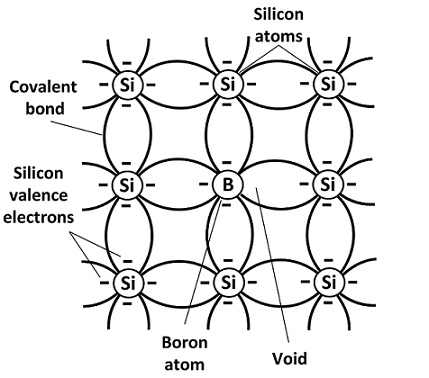 Silicon
atoms
Si Si Si
Covalent
bond
Silicon
valence
electrons
Si B Si
Si Si Si
Boron
atom
Void